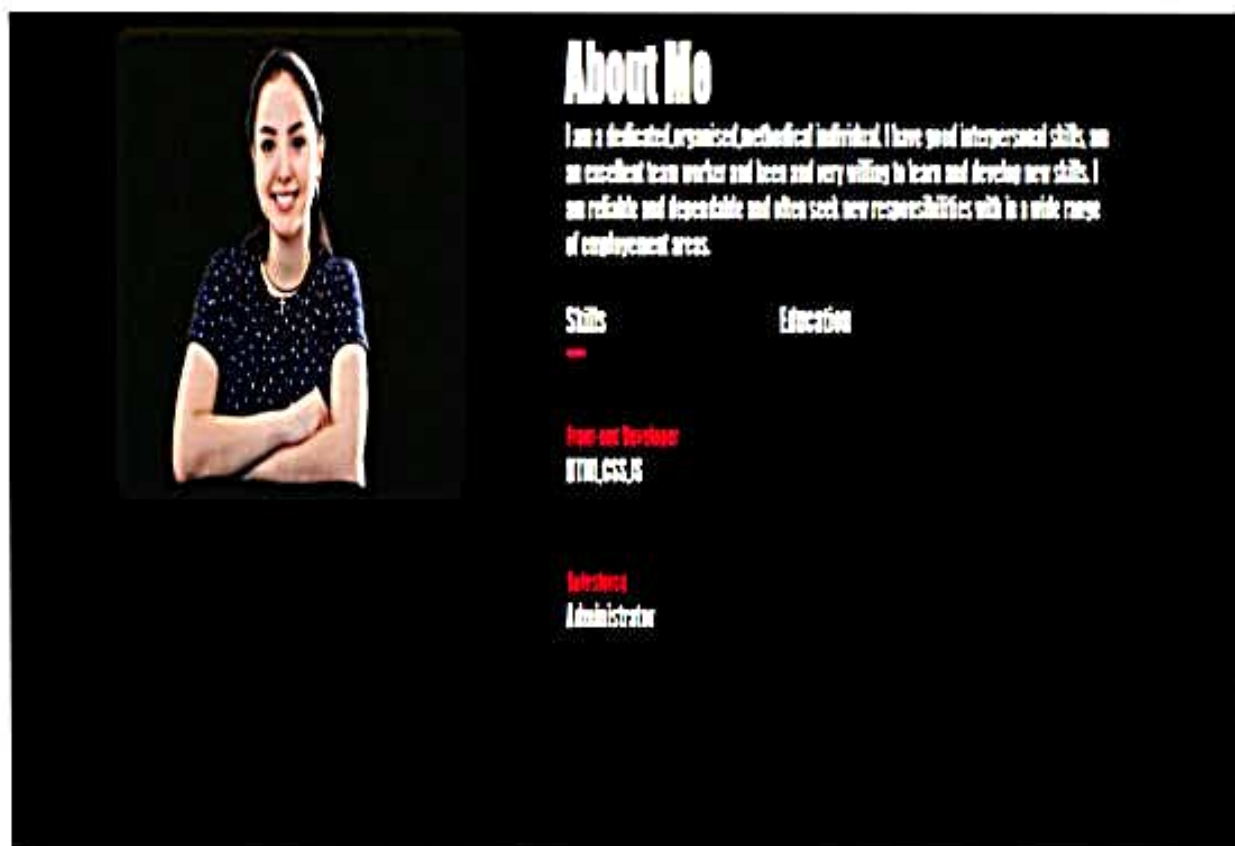 About Me
I am a dedicated,organised,methodical individual. I have good interpersonal skills, am
an excellent team worker and keen and very willing to learn and develop new skills. I
am reliable and dependable and often seek new responsibilities with in a wide range
of employement areas.
Skills Education
Front-end Developer
HTML,CSS,JS
Salesforce
Administrator